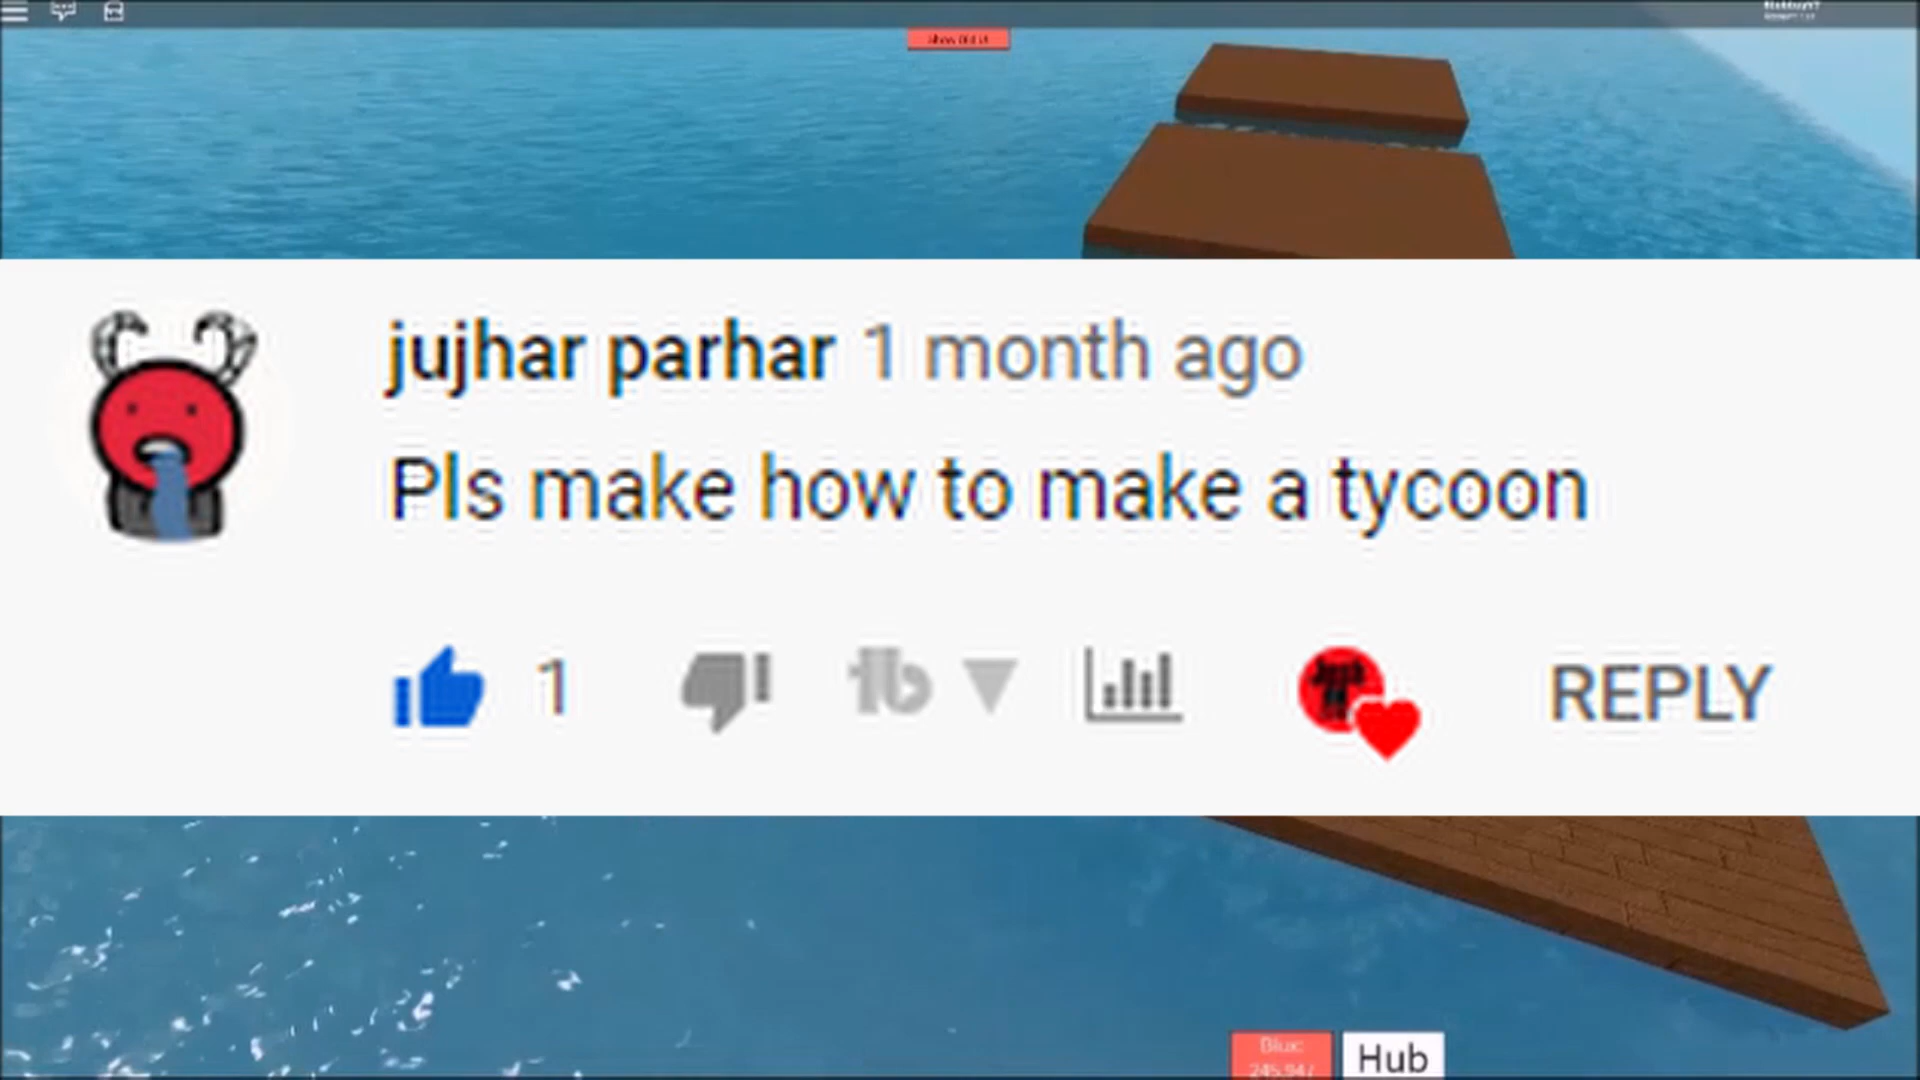 jujhar parhar 1 month ago
Pls make how to make a tycoon
1
REPLY
Hub